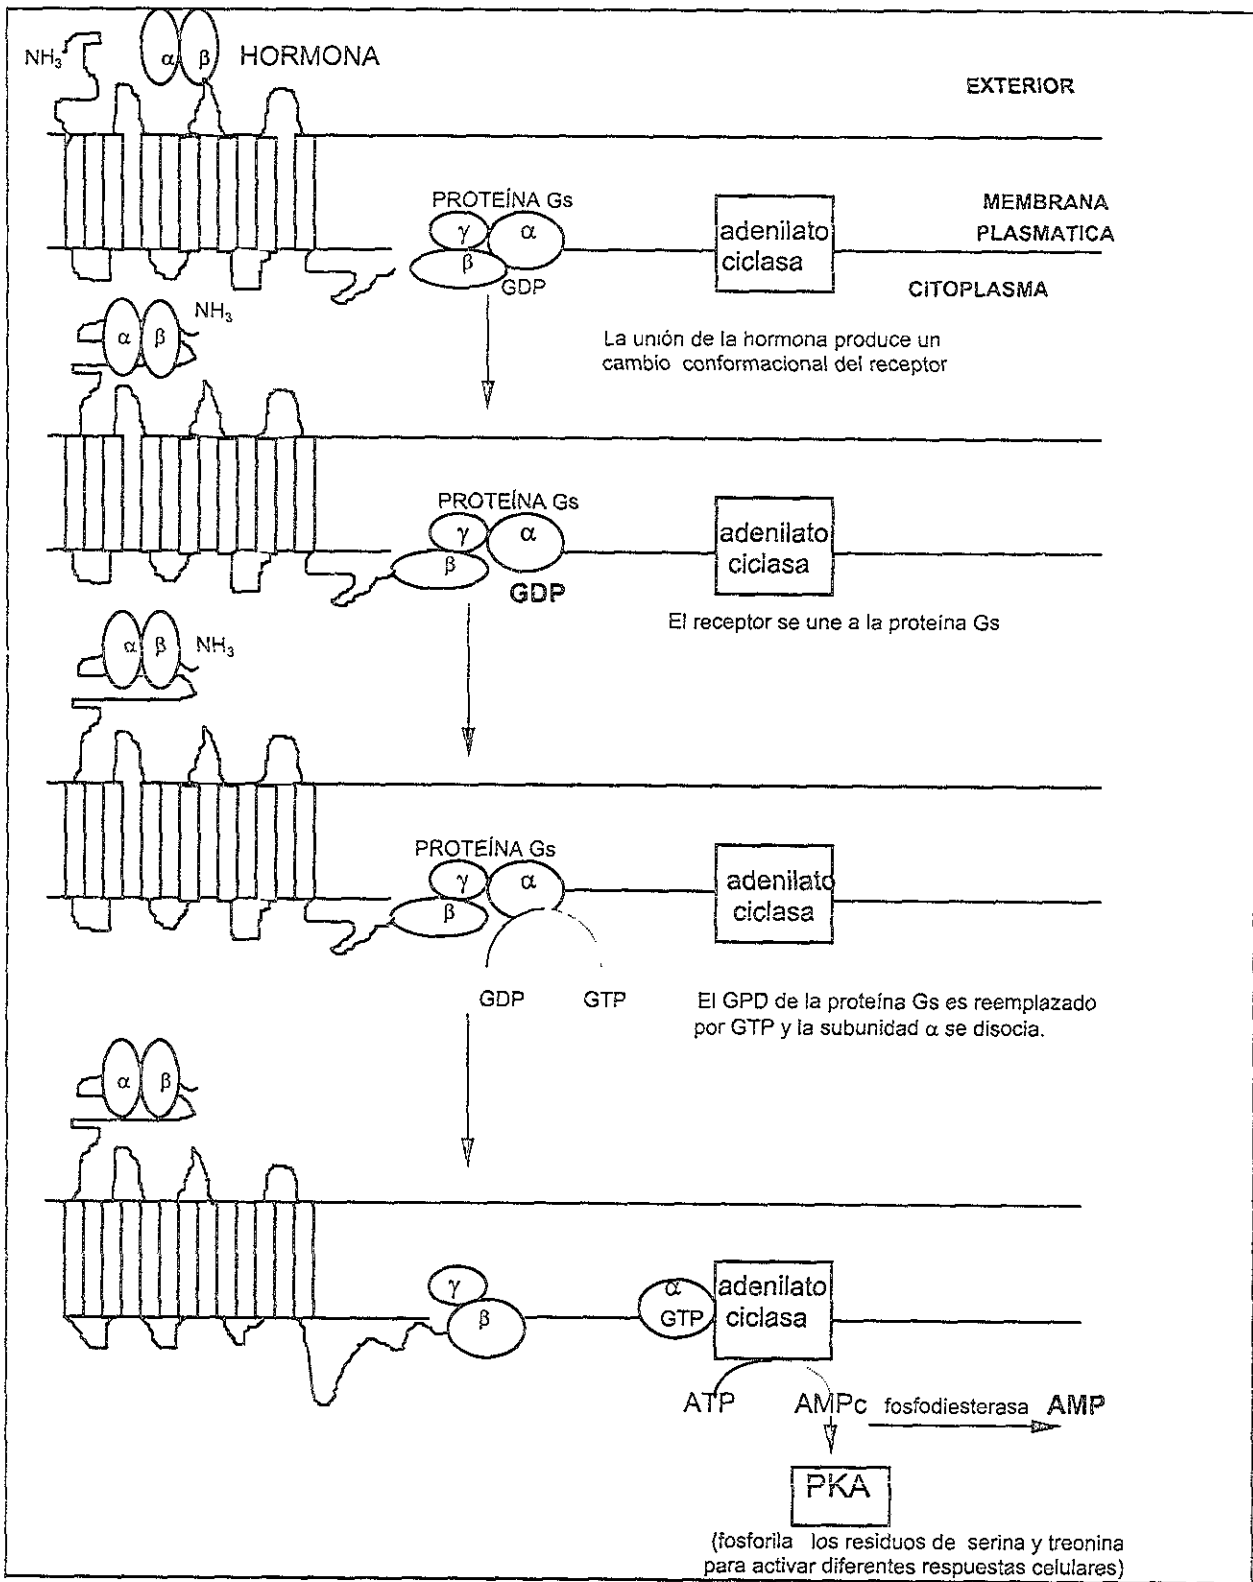 NH3
α β HORMONA
EXTERIOR
PROTEÍNA Gs
γ α
β
GDP
adenilato
ciclasa
MEMBRANA
PLASMATICA
CITOPLASMA
La unión de la hormona produce un
cambio conformacional del receptor
α β NH3
PROTEÍNA Gs
γ α
β
GDP
adenilato
ciclasa
El receptor se une a la proteína Gs
α β NH3
PROTEÍNA Gs
γ α
β
adenilato
ciclasa
GDP GTP
El GPD de la proteína Gs es reemplazado
por GTP y la subunidad α se disocia.
α β
γ
β
α
GTP
adenilato
ciclasa
ATP AMPc fosfodiesterasa AMP
PKA
(fosforila los residuos de serina y treonina
para activar diferentes respuestas celulares)